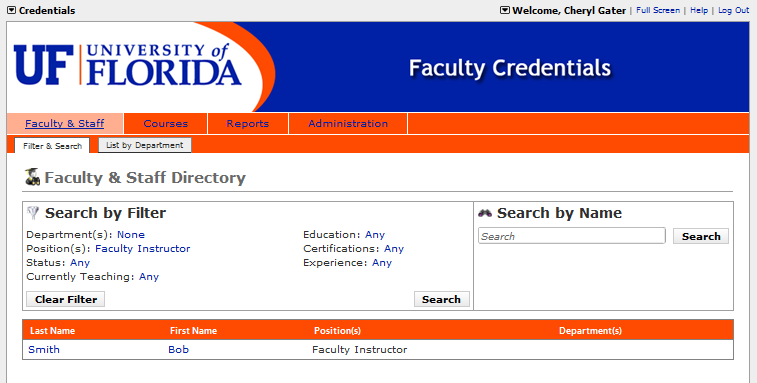 Credentials
Welcome, Cheryl Gater | Full Screen | Help | Log Out
UF UNIVERSITY of
FLORIDA
Faculty Credentials
Faculty & Staff
Courses
Reports
Administration
Filter & Search
List by Department
Faculty & Staff Directory
Search by Filter
Department(s): None
Education: Any
Position(s): Faculty Instructor
Certifications: Any
Status: Any
Experience: Any
Currently Teaching: Any
Clear Filter
Search
Search by Name
Search
Search
Last Name First Name Position(s) Department(s)
Smith Bob Faculty Instructor